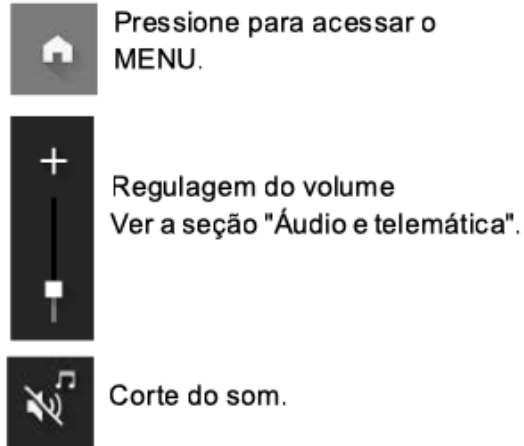 Pressione para acessar o
MENU.
Regulagem do volume
Ver a seção "Áudio e telemática".
Corte do som.